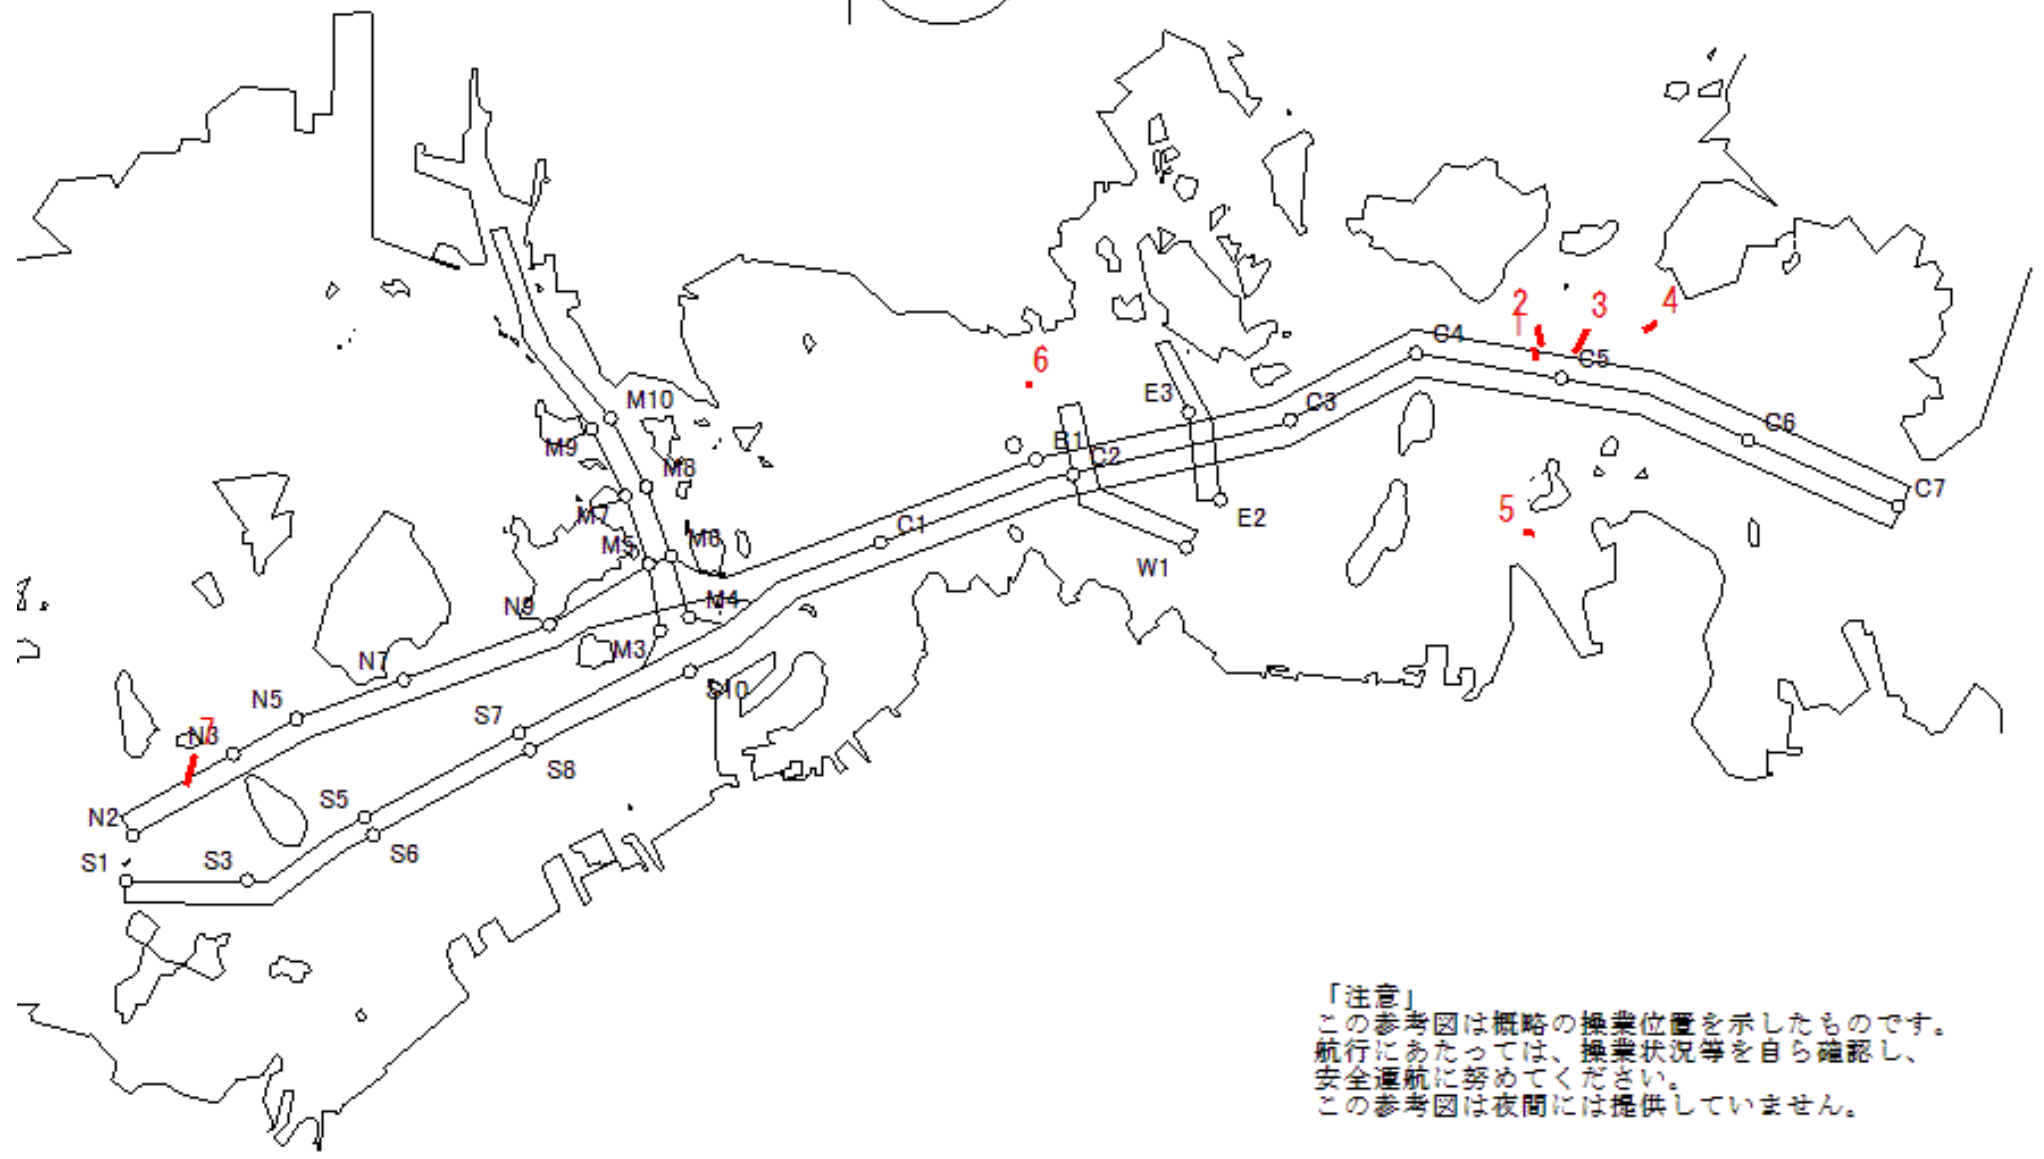 4
2
3
C4
6
C5
E3
M10
C3
C6
B1
M9
C2
M8
C7
5
E2
M7
C1
M6
M5
W1
N9
M4
M3
N7
S10
N5
S7
7
N3
S8
S5
N2
S6
S1
S3
「注意」
この参考図は概略の操業位置を示したものです。
航行にあたっては、操業状況等を自ら確認し、
安全運航に努めてください。
この参考図は夜間には提供していません。